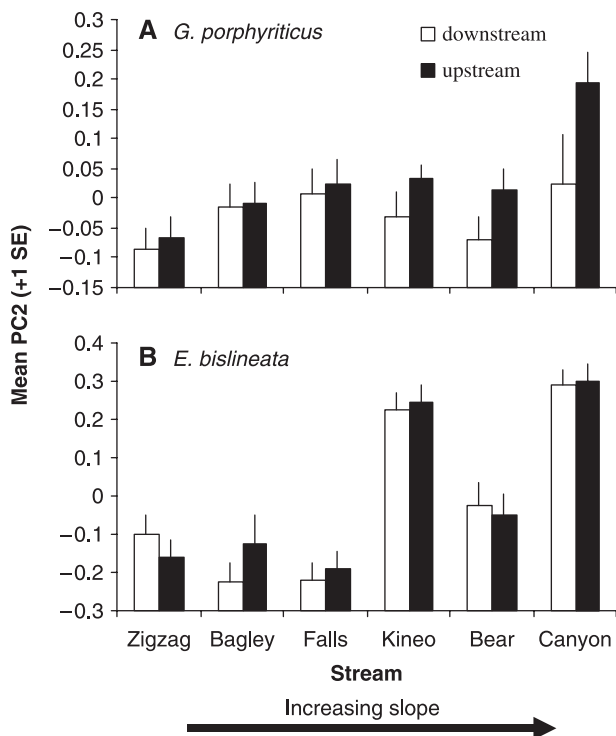 A G. porphyriticus
downstream
upstream
0.3
0.25
0.2
0.15
0.1
0.05
0
−0.05
−0.1
−0.15
Mean PC2 (+1 SE)
B E. bislineata
0.4
0.3
0.2
0.1
0
−0.1
−0.2
−0.3
Zigzag Bagley Falls Kineo Bear Canyon
Stream
Increasing slope